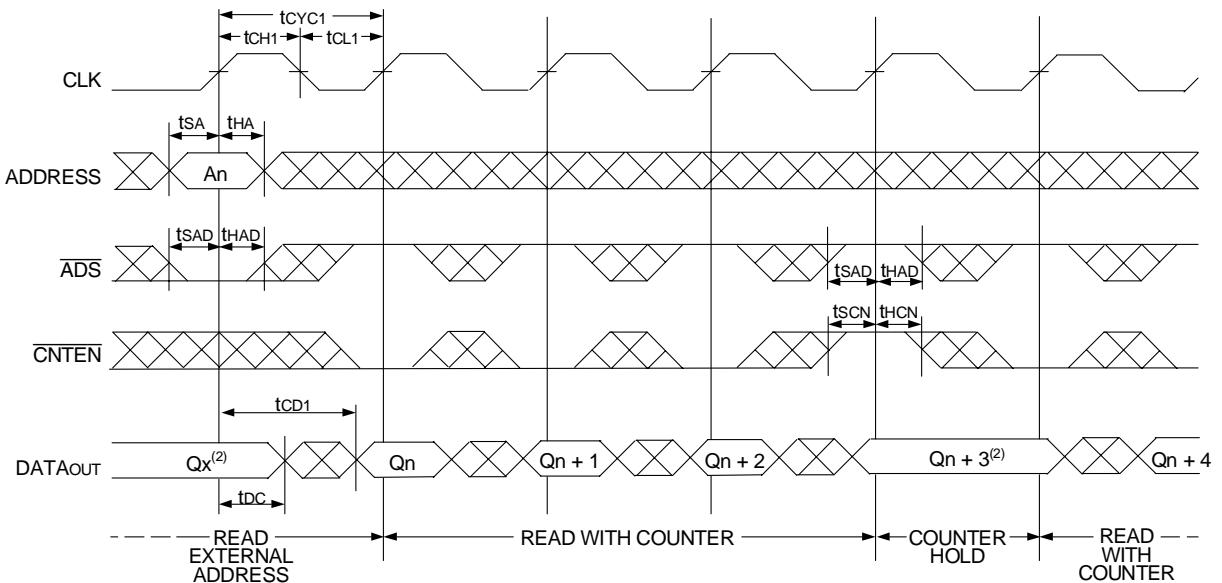 tCYC1
tCH1 tCL1
CLK
tSA tHA
ADDRESS An
tSAD tHAD
ADS
tSAD tHAD
tSCN tHCN
CNTEN
tCD1
DATAOUT Qx(2) Qn Qn + 1 Qn + 2 Qn + 3(2) Qn + 4
tDC
READ EXTERNAL ADDRESS
READ WITH COUNTER
COUNTER HOLD
READ WITH COUNTER